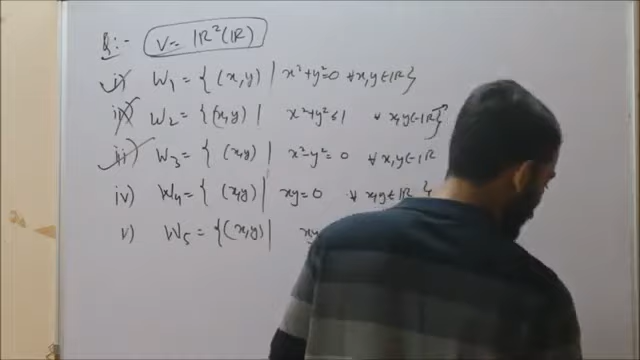 Q:- V = IR²(IR)
i) W₁ = { (x,y) | x²+y²=0 ∀ x,y ∈ IR}
ii) W₂ = {(x,y) | x²+y²≤1 ∀ x,y ∈ IR}
iii) W₃ = { (x,y) | x²-y² = 0 ∀ x,y ∈ IR
iv) W₄ = { (x,y) | xy = 0 ∀ x,y ∈ IR }
v) W₅ = {(x,y) | xy